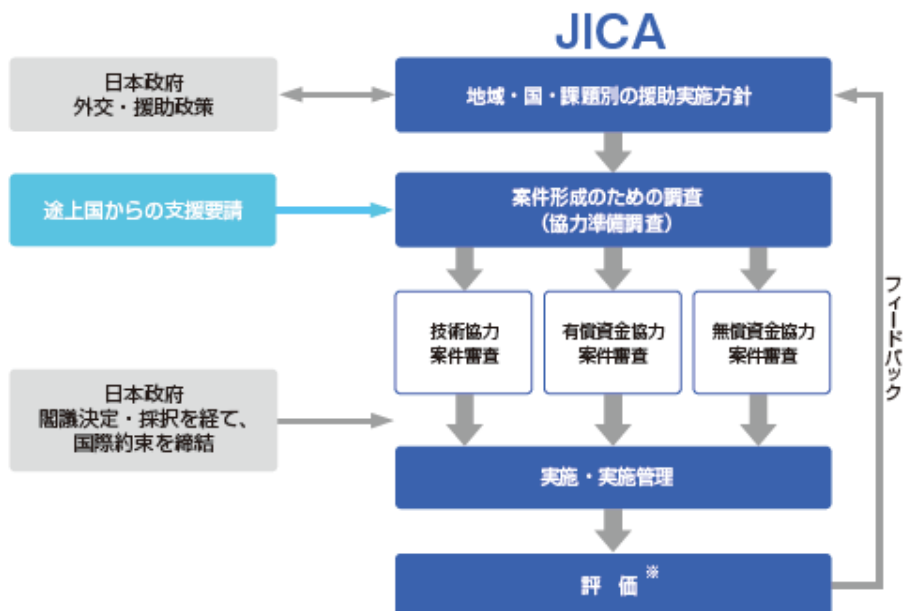 JICA
日本政府
外交・援助政策
地域・国・課題別の援助実施方針
途上国からの支援要請
案件形成のための調査
（協力準備調査）
技術協力
案件審査
有償資金協力
案件審査
無償資金協力
案件審査
フィードバック
日本政府
閣議決定・採択を経て、
国際約束を締結
実施・実施管理
評 価※